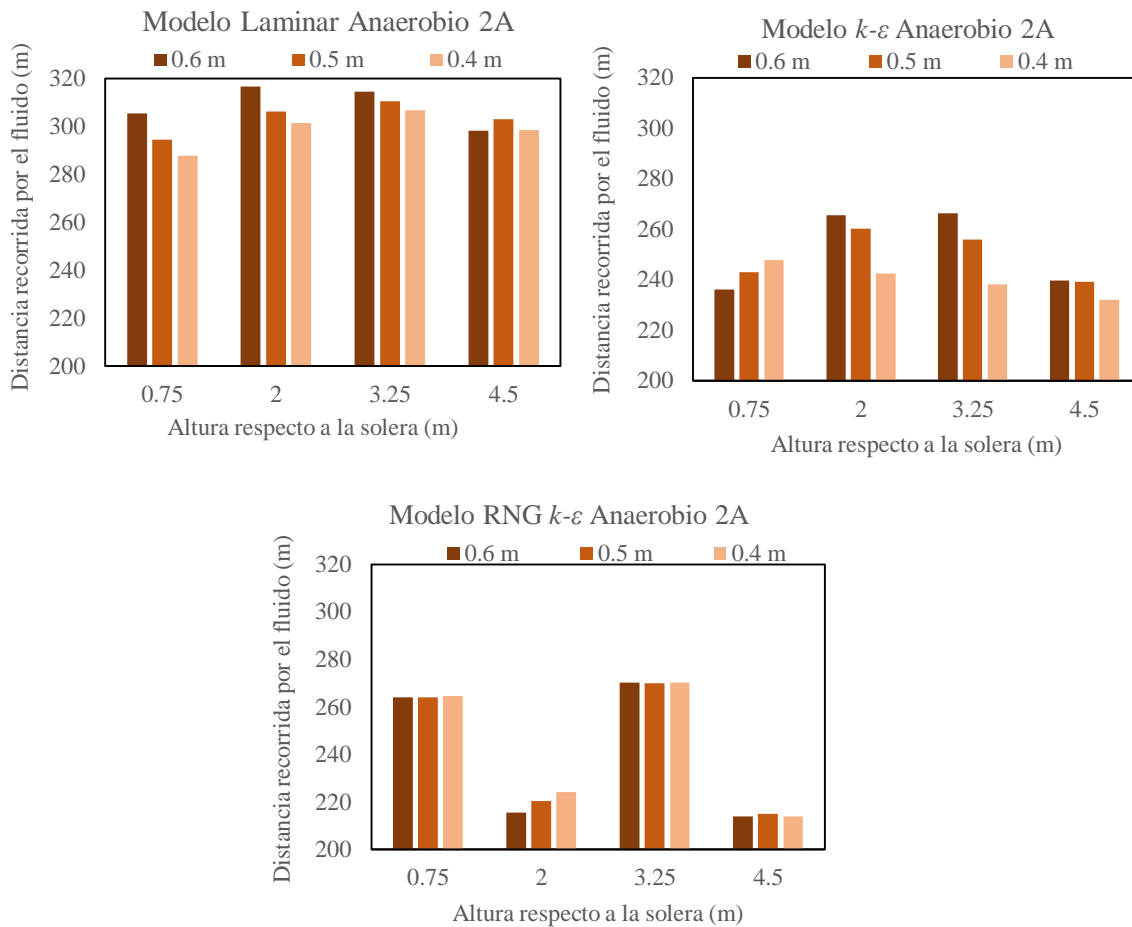 Modelo Laminar Anaerobio 2A
0.6 m 0.5 m 0.4 m
Distancia recorrida por el fluido (m)
320
300
280
260
240
220
200
0.75 2 3.25 4.5
Altura respecto a la solera (m)
Modelo k-ε Anaerobio 2A
0.6 m 0.5 m 0.4 m
Distancia recorrida por el fluido (m)
320
300
280
260
240
220
200
0.75 2 3.25 4.5
Altura respecto a la solera (m)
Modelo RNG k-ε Anaerobio 2A
0.6 m 0.5 m 0.4 m
Distancia recorrida por el fluido (m)
320
300
280
260
240
220
200
0.75 2 3.25 4.5
Altura respecto a la solera (m)